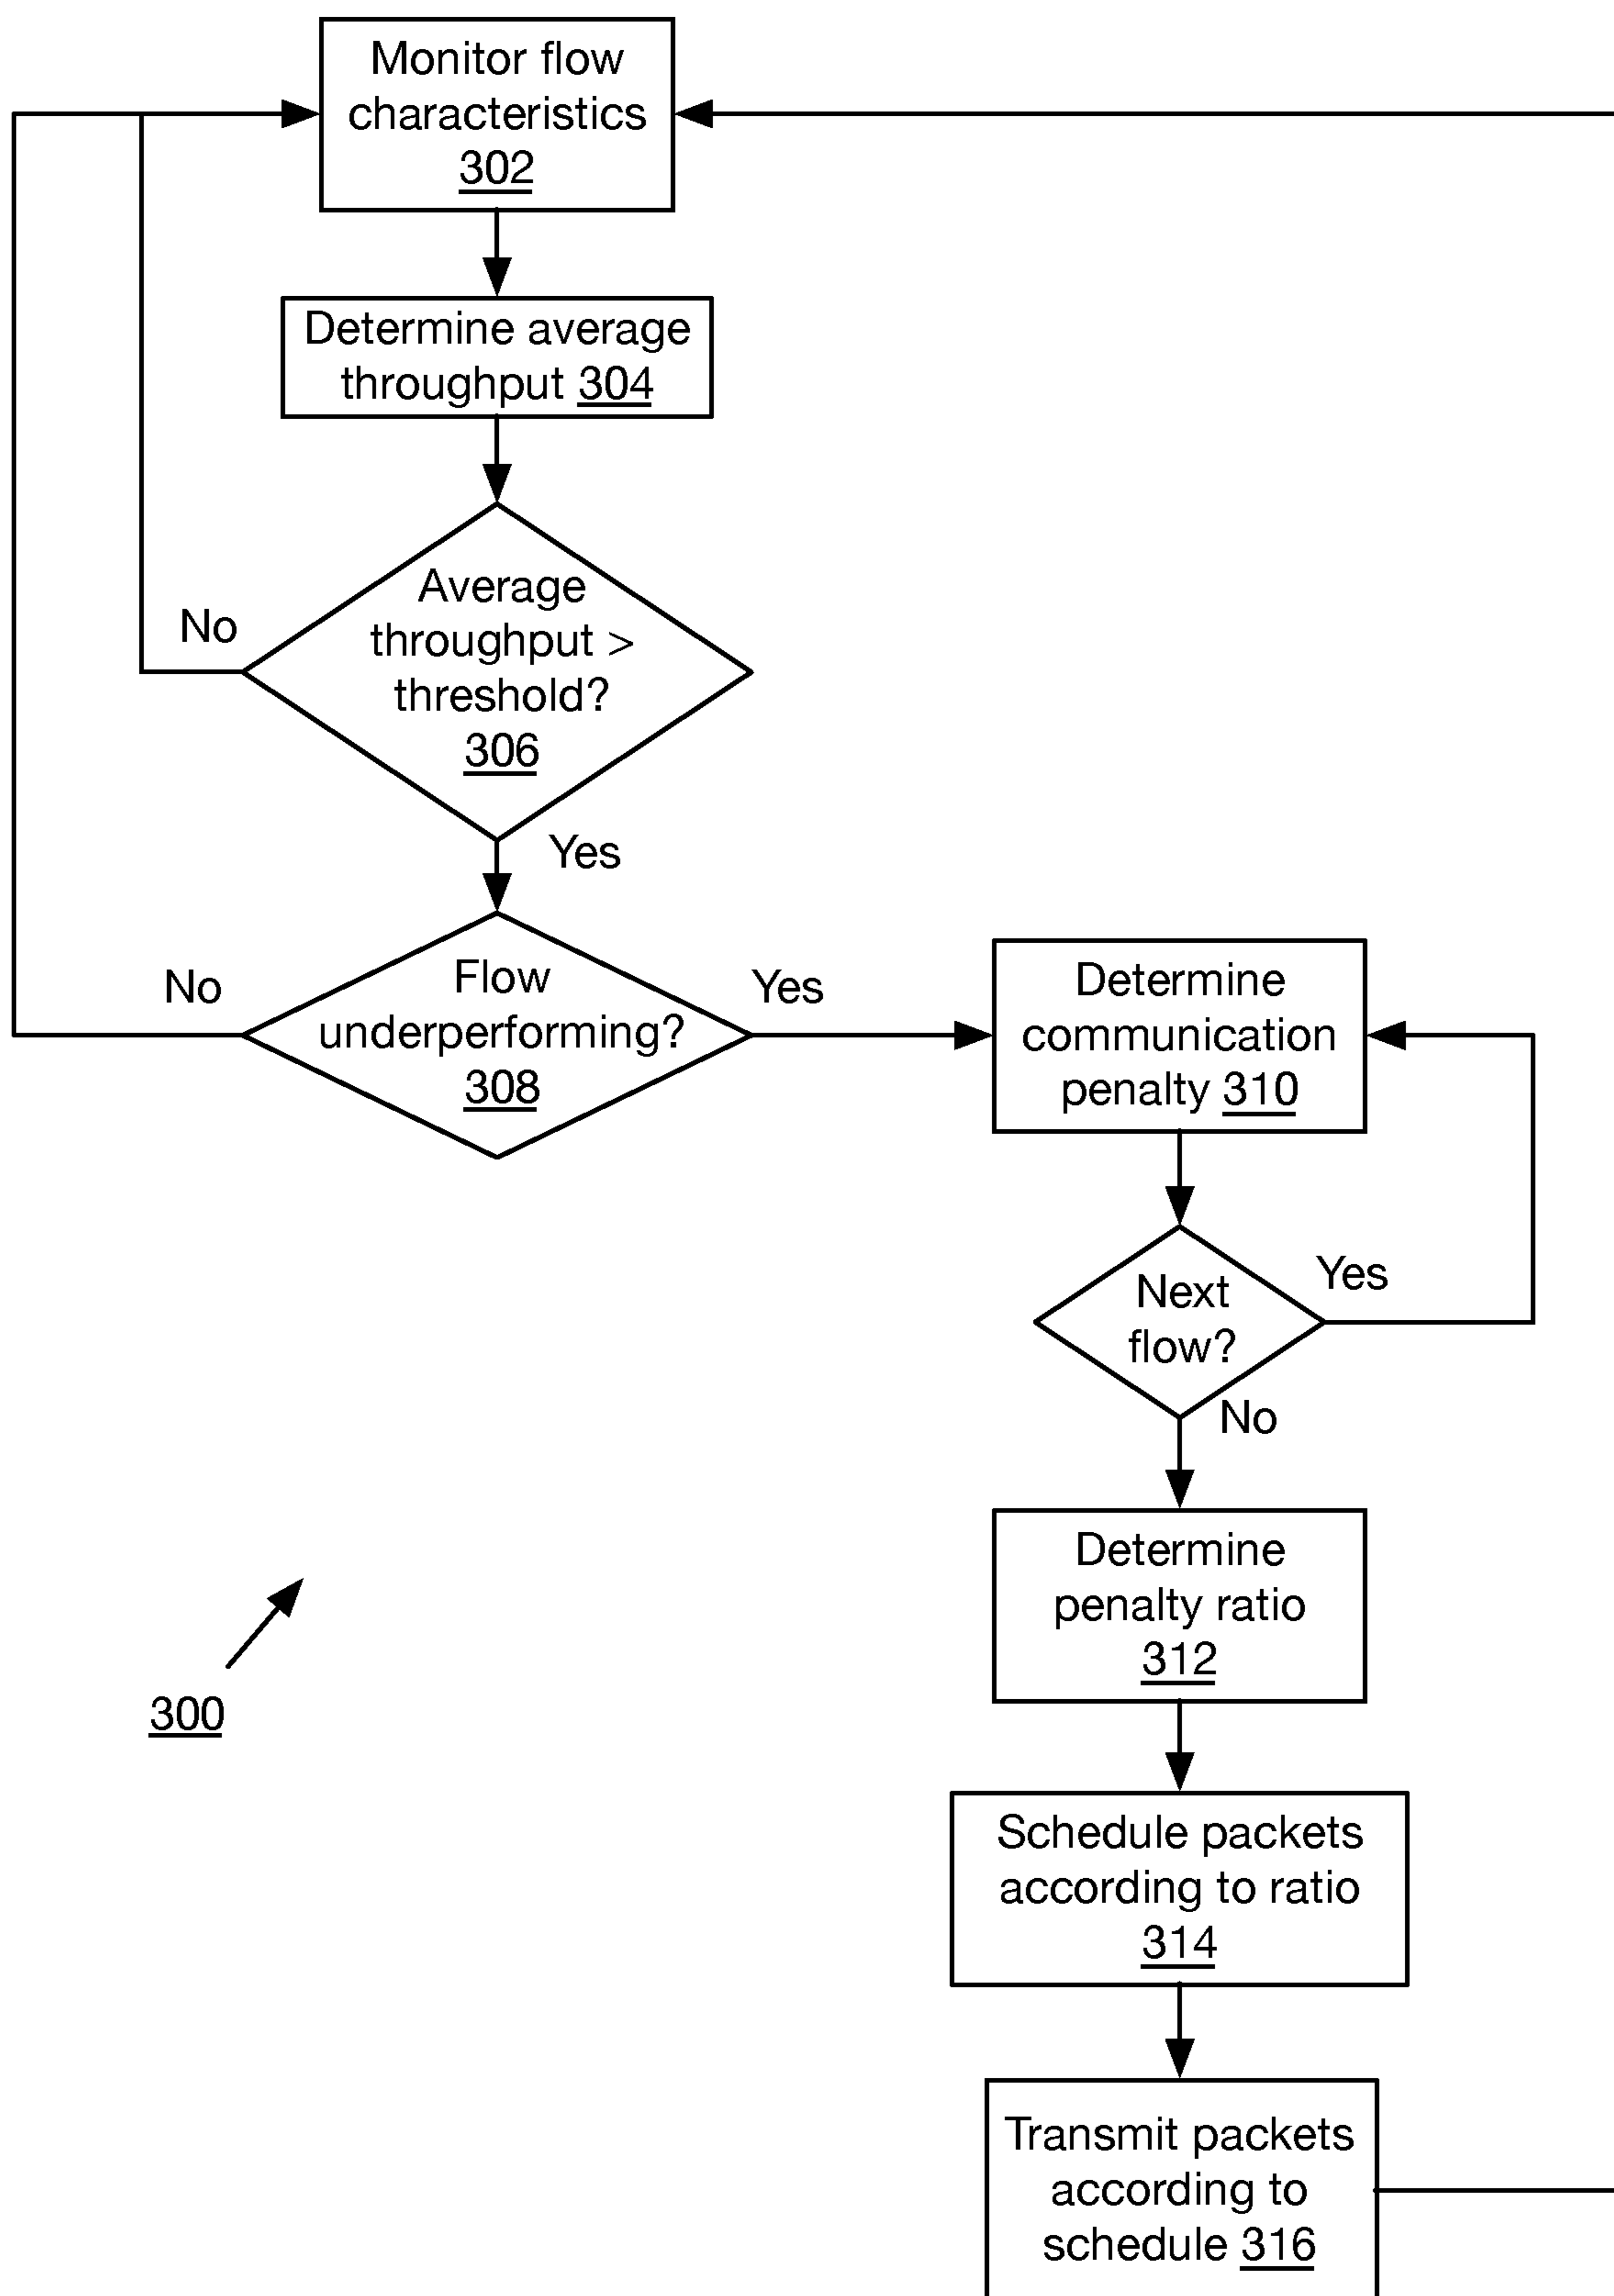 Monitor flow
characteristics
302
Determine average
throughput 304
Average
throughput >
threshold?
306
No
Yes
Flow
underperforming?
308
No
Yes
Determine
communication
penalty 310
Next
flow?
Yes
No
Determine
penalty ratio
312
300
Schedule packets
according to ratio
314
Transmit packets
according to
schedule 316